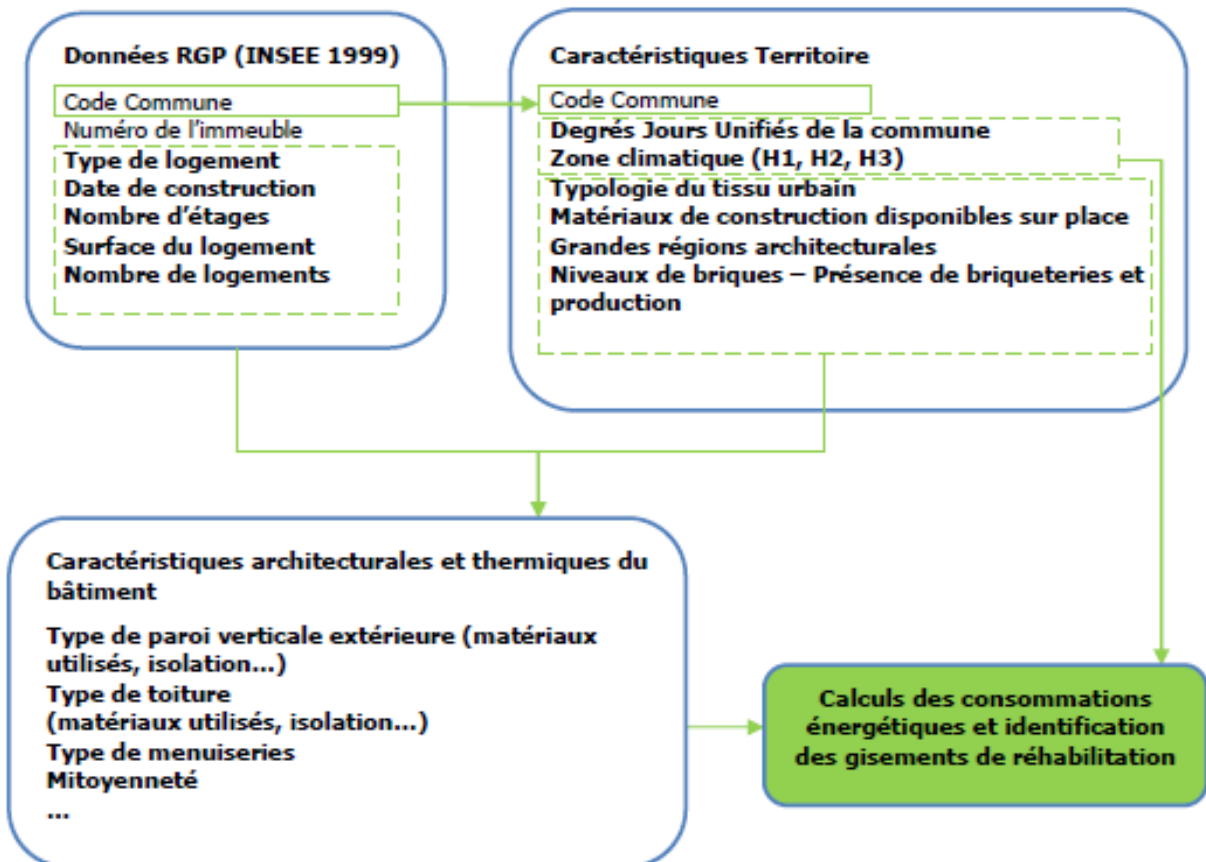 Données RGP (INSEE 1999)
Code Commune
Numéro de l'immeuble
Type de logement
Date de construction
Nombre d'étages
Surface du logement
Nombre de logements
Caractéristiques Territoire
Code Commune
Degrés Jours Unifiés de la commune
Zone climatique (H1, H2, H3)
Typologie du tissu urbain
Matériaux de construction disponibles sur place
Grandes régions architecturales
Niveaux de briques – Présence de briqueteries et
production
Caractéristiques architecturales et thermiques du
bâtiment
Type de paroi verticale extérieure (matériaux
utilisés, isolation...)
Type de toiture
(matériaux utilisés, isolation...)
Type de menuiseries
Mitoyenneté
...
Calculs des consommations
énergétiques et identification
des gisements de réhabilitation